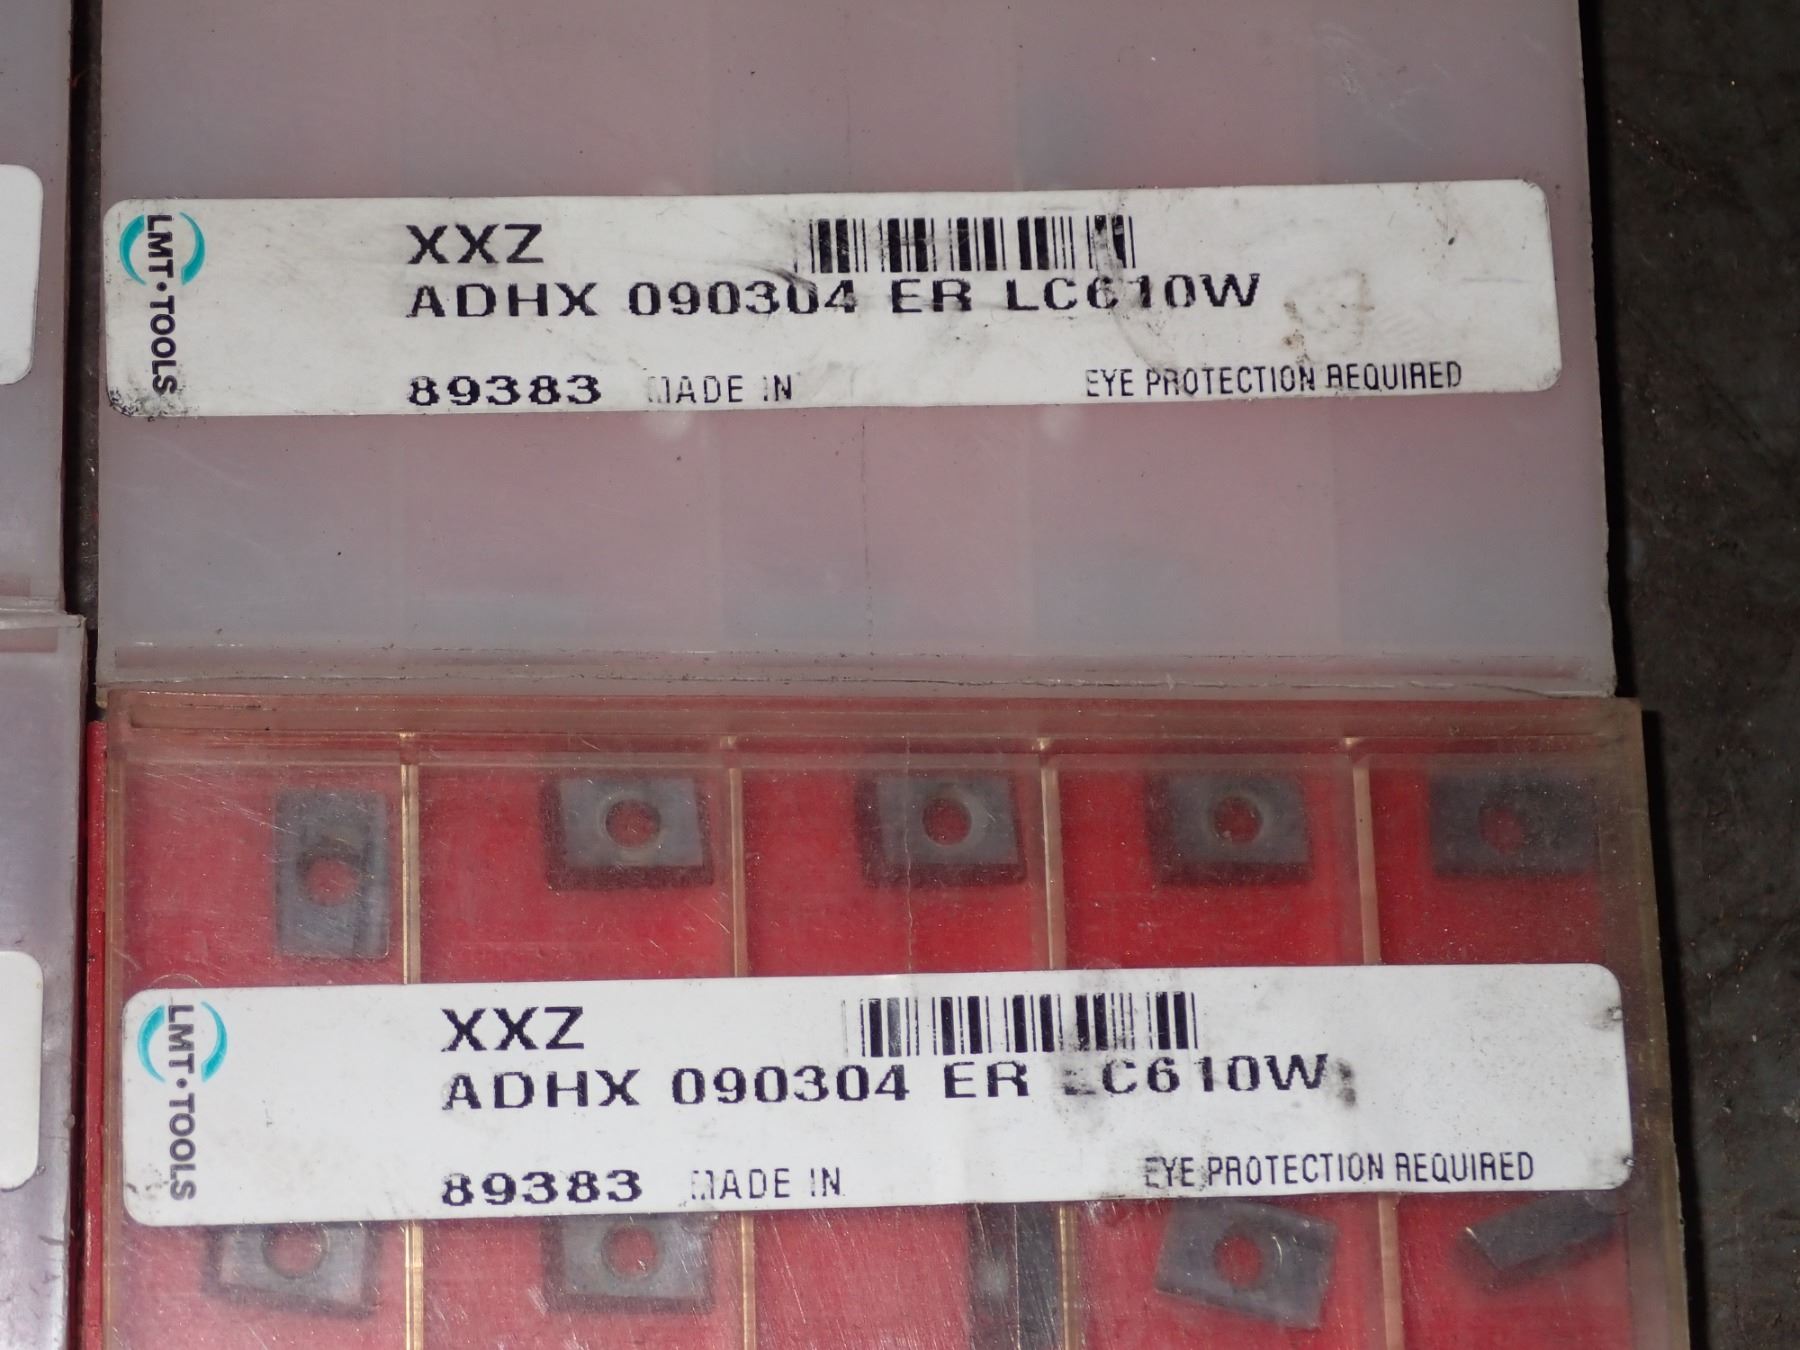 LMT·TOOLS
XXZ
ADHX 090304 ER LC610W
89383 MADE IN
EYE PROTECTION REQUIRED
LMT·TOOLS
XXZ
ADHX 090304 ER LC610W
89383 MADE IN
EYE PROTECTION REQUIRED